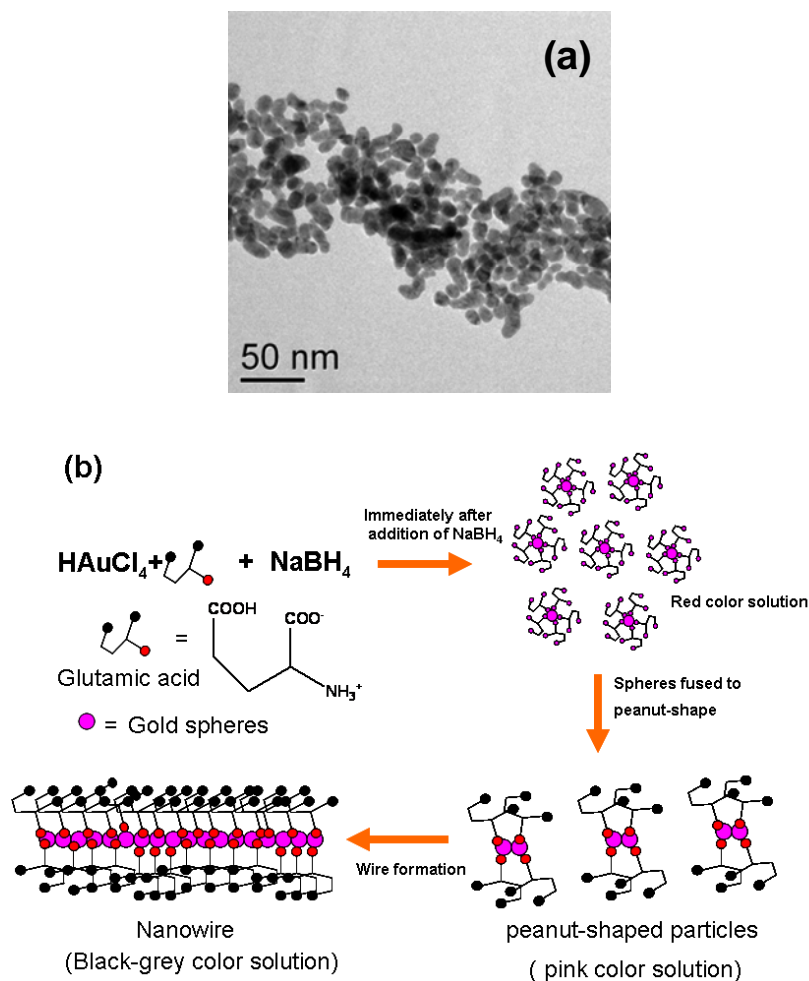 (a)
50 nm
(b)
Immediately after
addition of NaBH4
HAuCl4+ + NaBH4
Red color solution
COOH
COO-
=
Glutamic acid
NH3+
Spheres fused to
peanut-shape
= Gold spheres
Wire formation
Nanowire
(Black-grey color solution)
peanut-shaped particles
( pink color solution)